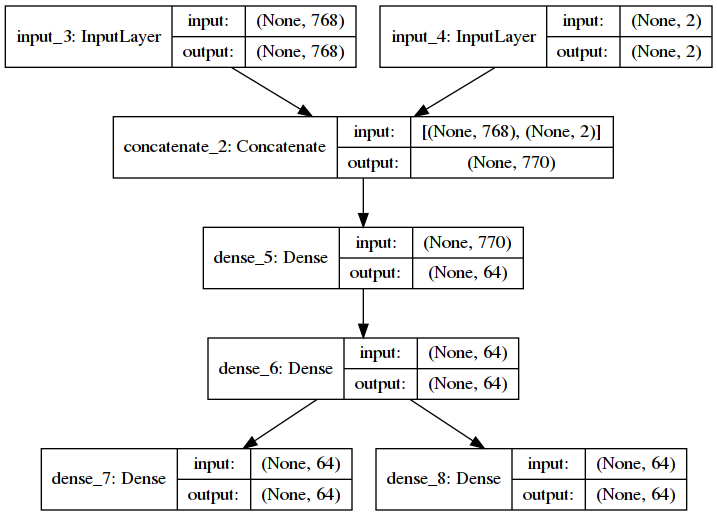 input_3: InputLayer
input: (None, 768)
output: (None, 768)
input_4: InputLayer
input: (None, 2)
output: (None, 2)
concatenate_2: Concatenate
input: [(None, 768), (None, 2)]
output: (None, 770)
dense_5: Dense
input: (None, 770)
output: (None, 64)
dense_6: Dense
input: (None, 64)
output: (None, 64)
dense_7: Dense
input: (None, 64)
output: (None, 64)
dense_8: Dense
input: (None, 64)
output: (None, 64)